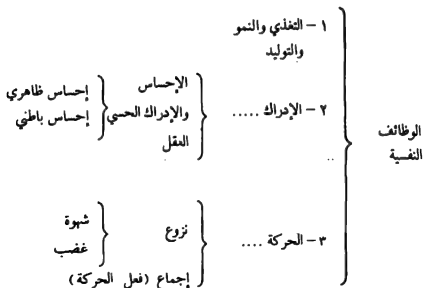 الوظائف
النفسية
١ - التغذي والنمو
والتوليد
٢ - الإدراك .....
الإحساس
والإدراك الحسي
العقل
إحساس ظاهري
إحساس باطني
٣ - الحركة ....
نزوع
شهوة
غضب
إجماع (فعل الحركة)